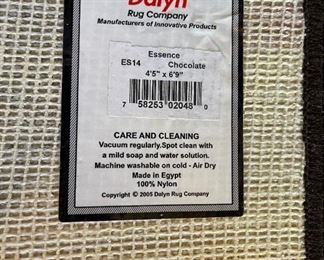 Dalyn
Rug Company
Manufacturers of Innovative Products
Essence
ES14 Chocolate
4'5" x 6'9"
7 58253 02048 0
CARE AND CLEANING
Vacuum regularly.Spot clean with
a mild soap and water solution.
Machine washable on cold - Air Dry
Made in Egypt
100% Nylon
Copyright © 2005 Dalyn Rug Company